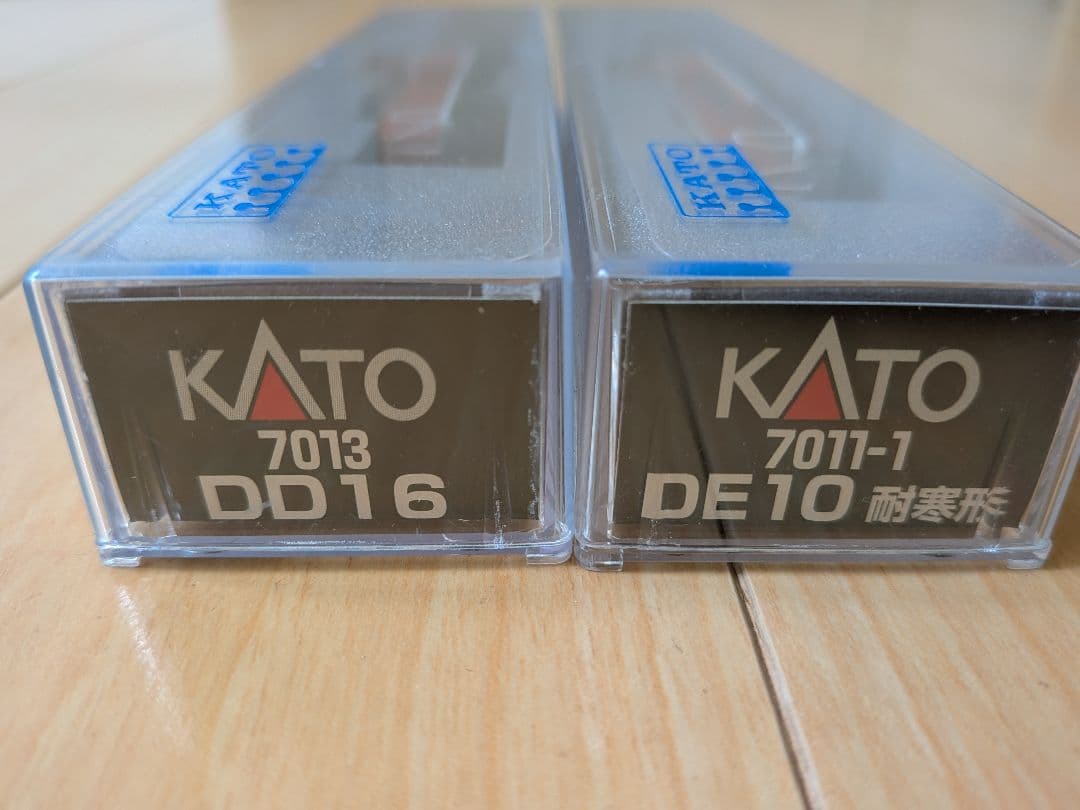 KATO
KATO
KATO
7013
DD16
KATO
7011-1
DE10 耐寒形